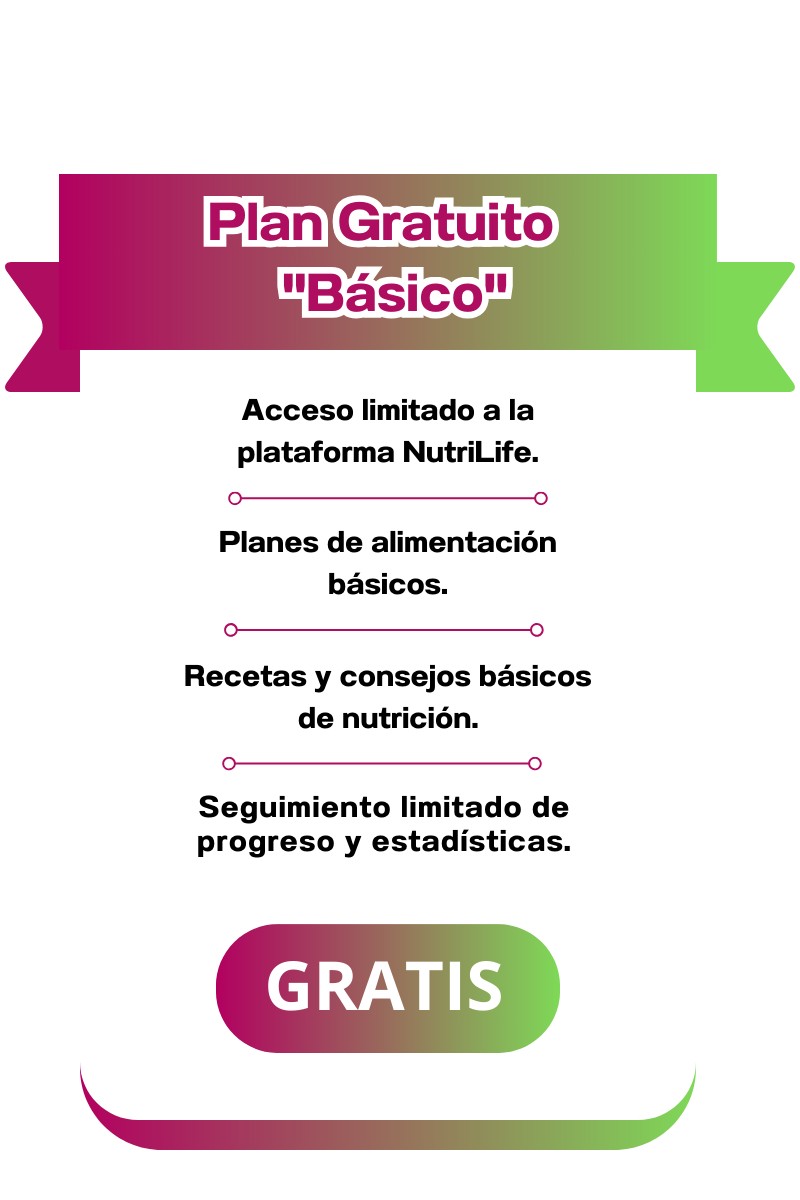 Plan Gratuito
"Básico"
Acceso limitado a la
plataforma NutriLife.
Planes de alimentación
básicos.
Recetas y consejos básicos
de nutrición.
Seguimiento limitado de
progreso y estadísticas.
GRATIS